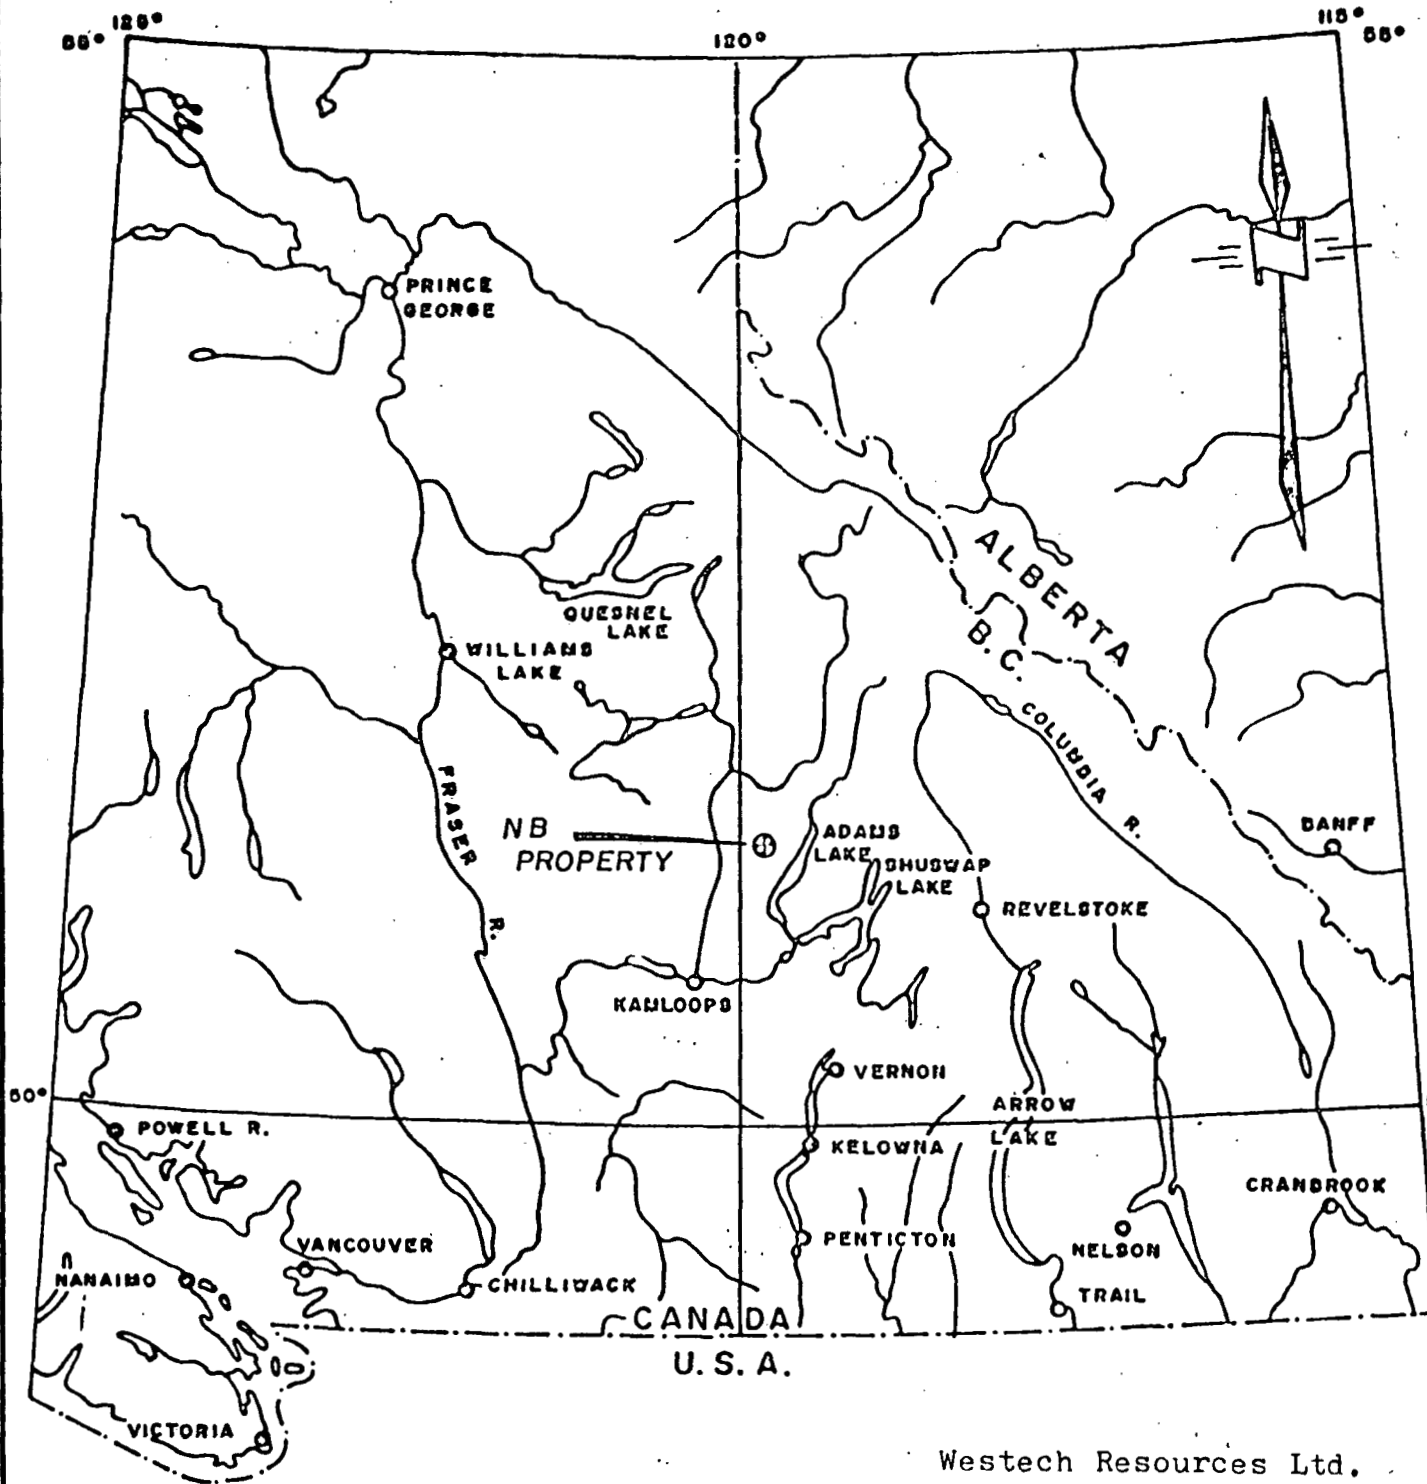 125°
55°
120°
115°
55°
PRINCE
GEORGE
ALBERTA
B.C.
QUESNEL
LAKE
WILLIAMS
LAKE
COLUMBIA R.
FRASER R.
NB
PROPERTY
ADAMS
LAKE
SHUSWAP
LAKE
BANFF
REVELSTOKE
KAMLOOPS
VERNON
50°
ARROW
LAKE
POWELL R.
KELOWNA
CRANBROOK
VANCOUVER
PENTICTON
NELSON
NANAIMO
CHILLIWACK
TRAIL
CANADA
U.S.A.
VICTORIA
Westech Resources Ltd.